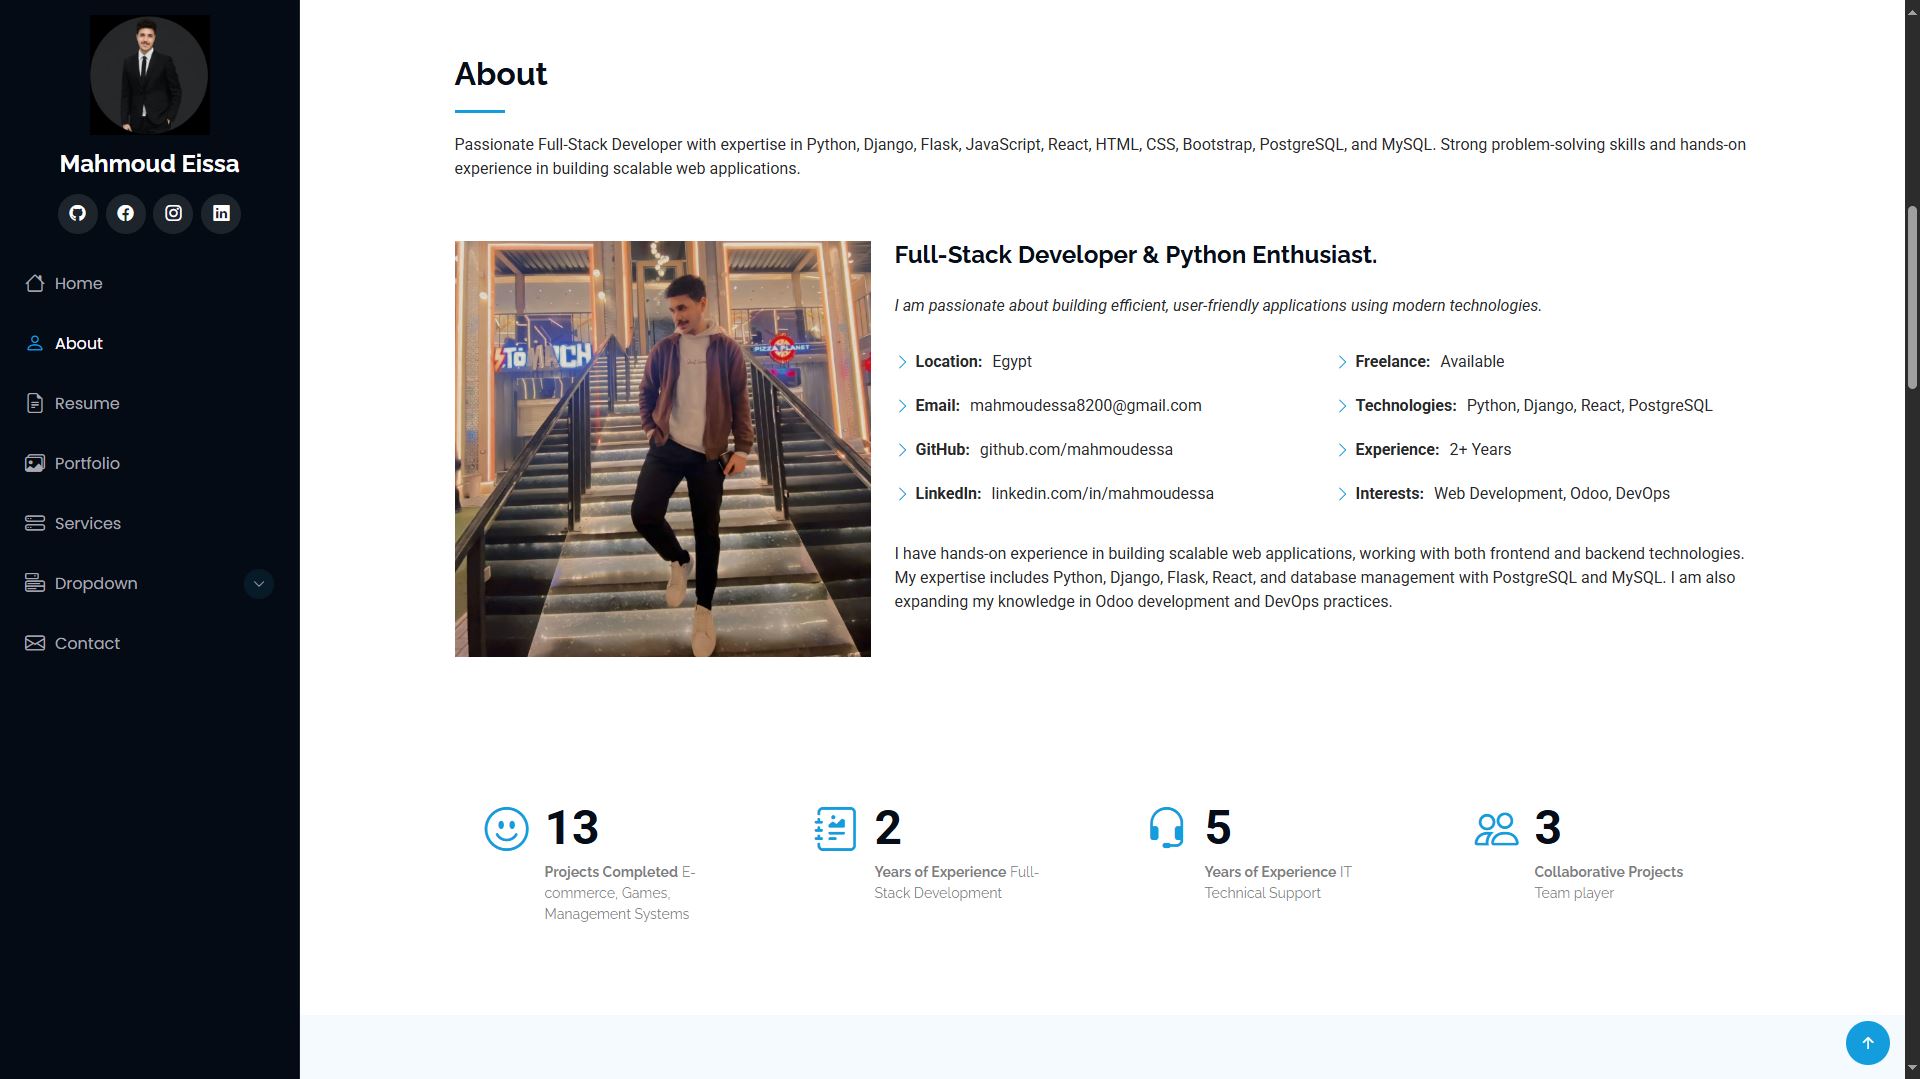 Mahmoud Eissa
Home
About
Resume
Portfolio
Services
Dropdown
Contact
About
Passionate Full-Stack Developer with expertise in Python, Django, Flask, JavaScript, React, HTML, CSS, Bootstrap, PostgreSQL, and MySQL. Strong problem-solving skills and hands-on
experience in building scalable web applications.
STOMACH
PIZZA PLANET
Full-Stack Developer & Python Enthusiast.
I am passionate about building efficient, user-friendly applications using modern technologies.
Location: Egypt
Email: mahmoudessa8200@gmail.com
GitHub: github.com/mahmoudessa
LinkedIn: linkedin.com/in/mahmoudessa
Freelance: Available
Technologies: Python, Django, React, PostgreSQL
Experience: 2+ Years
Interests: Web Development, Odoo, DevOps
I have hands-on experience in building scalable web applications, working with both frontend and backend technologies.
My expertise includes Python, Django, Flask, React, and database management with PostgreSQL and MySQL. I am also
expanding my knowledge in Odoo development and DevOps practices.
13
Projects Completed E-
commerce, Games,
Management Systems
2
Years of Experience Full-
Stack Development
5
Years of Experience IT
Technical Support
3
Collaborative Projects
Team player